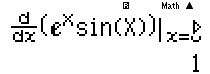 R Math ▲
d/dx(e^x sin(X))|x=
1